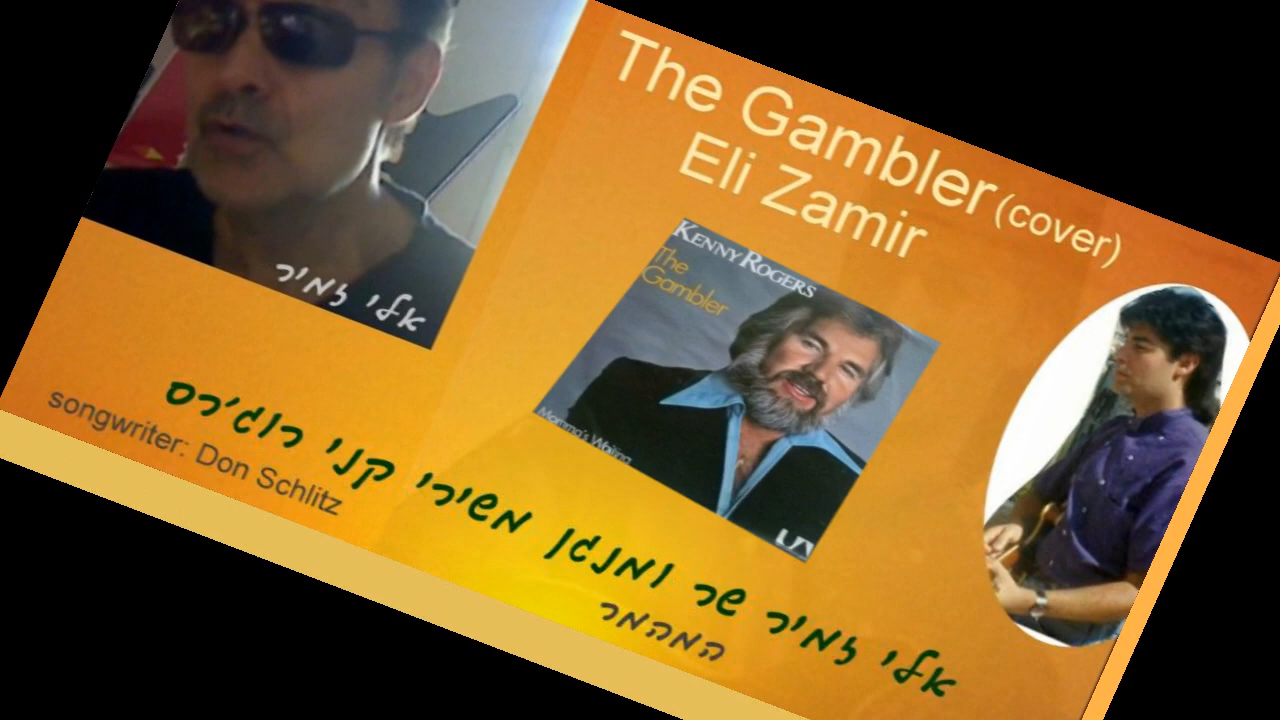 The Gambler (cover)
Eli Zamir
KENNY ROGERS
The
Gambler
Momma's Waiting
UA
אלי זמיר
אלי זמיר שר ומנגן משירי קני רוג'רס
המהמר
songwriter: Don Schlitz